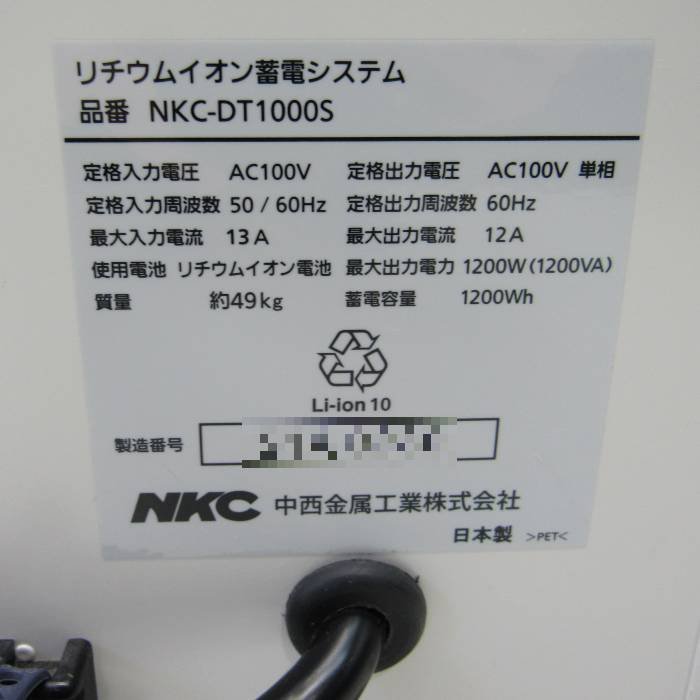 リチウムイオン蓄電システム
品番 NKC-DT1000S
定格入力電圧 AC100V 定格出力電圧 AC100V 単相
定格入力周波数 50 / 60Hz 定格出力周波数 60Hz
最大入力電流 13A 最大出力電流 12A
使用電池 リチウムイオン電池 最大出力電力 1200W(1200VA)
質量 約49kg 蓄電容量 1200Wh
Li-ion 10
製造番号
NKC 中西金属工業株式会社
日本製 >PET<